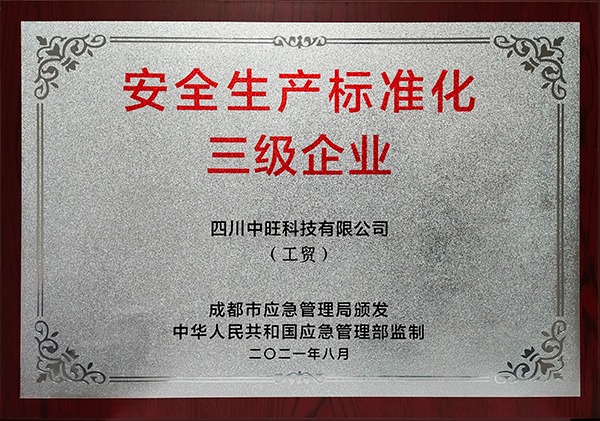 安全生产标准化
三级企业
四川中旺科技有限公司
（工贸）
成都市应急管理局颁发
中华人民共和国应急管理部监制
二〇二一年八月